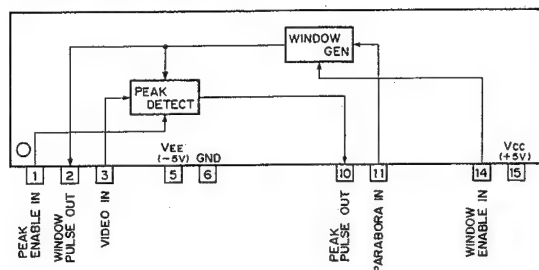 WINDOW
GEN
PEAK
DETECT
VEE
(-5V)
GND
VCC
(+5V)
1
2
3
5
6
10
11
14
15
PEAK
ENABLE IN
WINDOW
PULSE OUT
VIDEO IN
PEAK
PULSE OUT
PARABORA IN
WINDOW
ENABLE IN